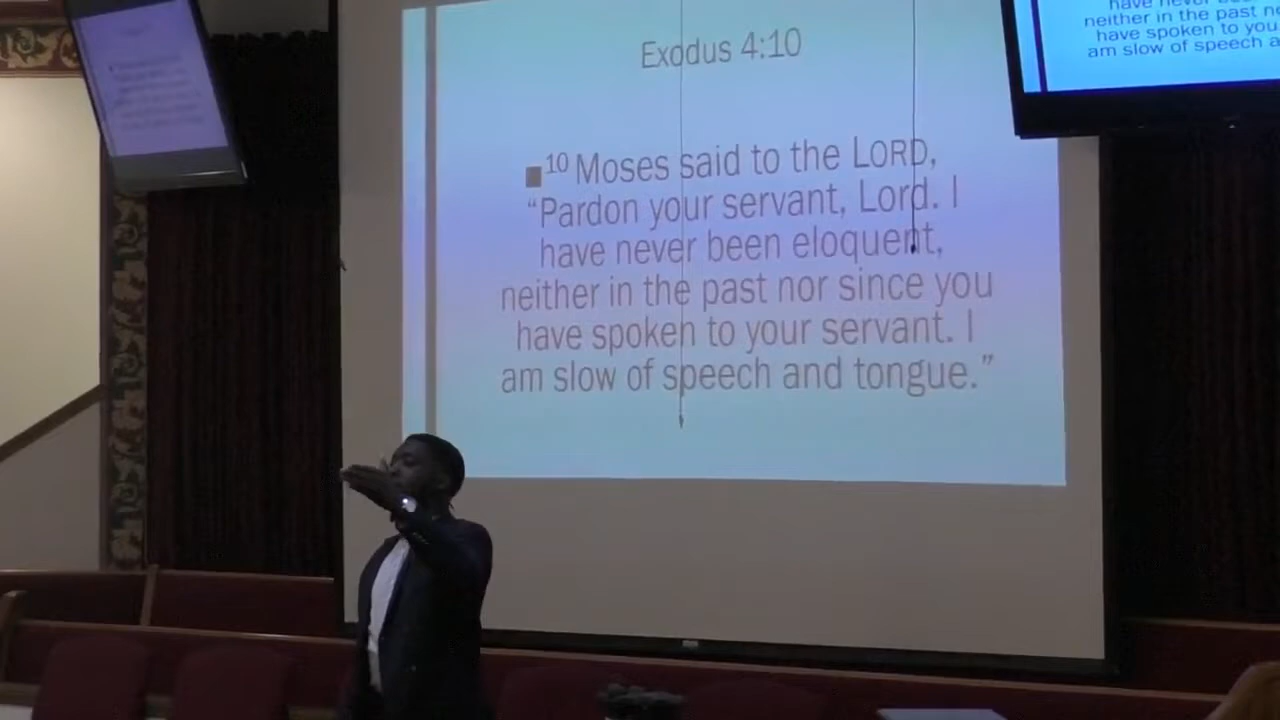 Exodus 4:10
10 Moses said to the LORD,
“Pardon your servant, Lord. I
have never been eloquent,
neither in the past nor since you
have spoken to your servant. I
am slow of speech and tongue.”
have never
neither in the past n
have spoken to you
am slow of speech a